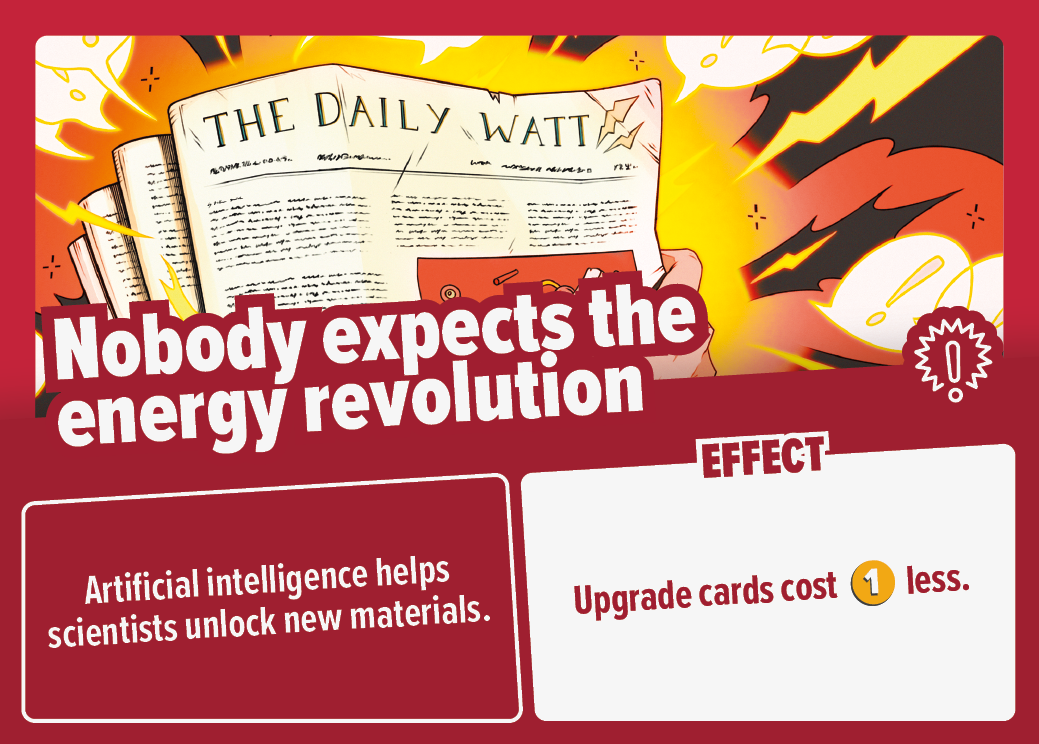 THE DAILY WATT
Nobody expects the
energy revolution
EFFECT
Artificial intelligence helps
scientists unlock new materials.
Upgrade cards cost 1 less.